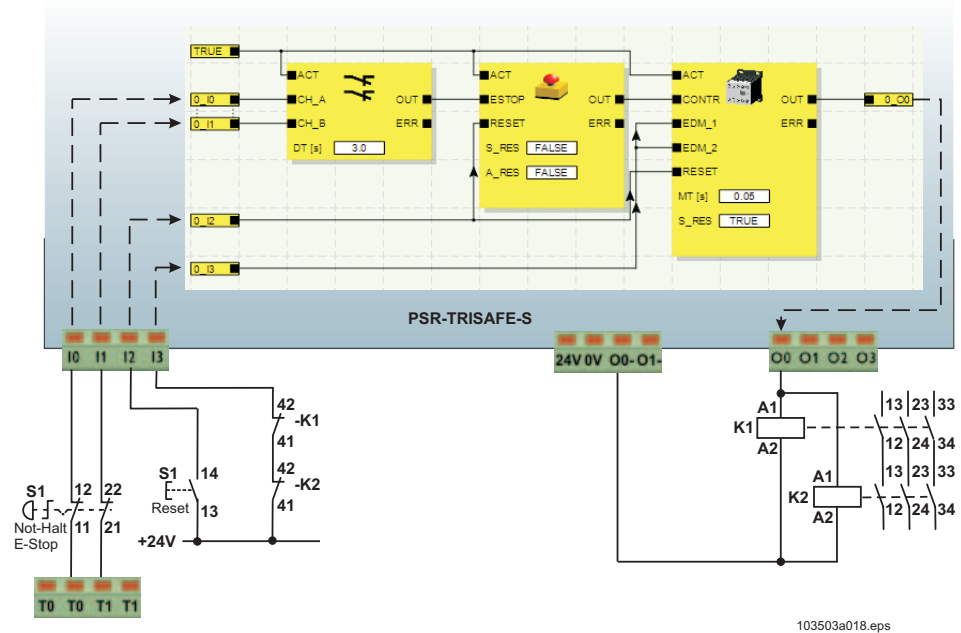 TRUE
ACT
0_I0
CH_A
OUT
0_I1
CH_B
ERR
DT [s]
3.0
ACT
ESTOP
OUT
RESET
ERR
S_RES
FALSE
A_RES
FALSE
ACT
CONTR
OUT
EDM_1
ERR
EDM_2
RESET
MT [s]
0.05
S_RES
TRUE
0_O0
0_I2
0_I3
PSR-TRISAFE-S
I0 I1 I2 I3
24V 0V O0- O1-
O0 O1 O2 O3
42
-K1
41
42
-K2
41
S1
Not-Halt
E-Stop
12
22
11
21
S1
Reset
14
13
+24V
T0 T0 T1 T1
A1
K1
A2
13 23 33
12 24 34
A1
K2
A2
13 23 33
12 24 34
103503a018.eps